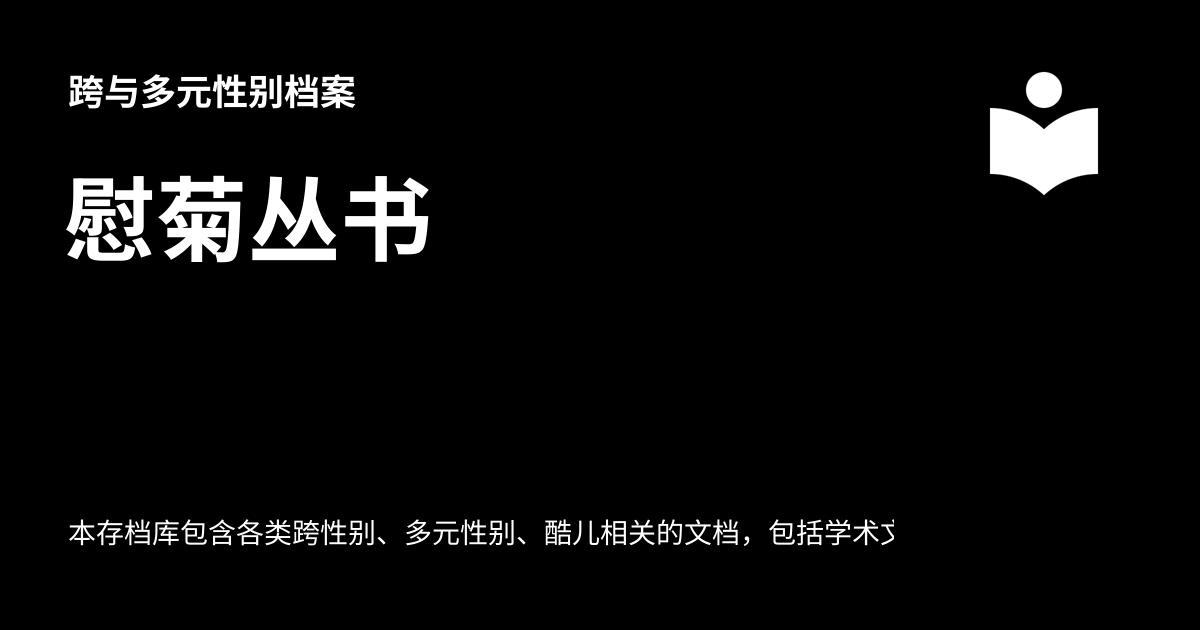 跨与多元性别档案
慰菊丛书
本存档库包含各类跨性别、多元性别、酷儿相关的文档，包括学术